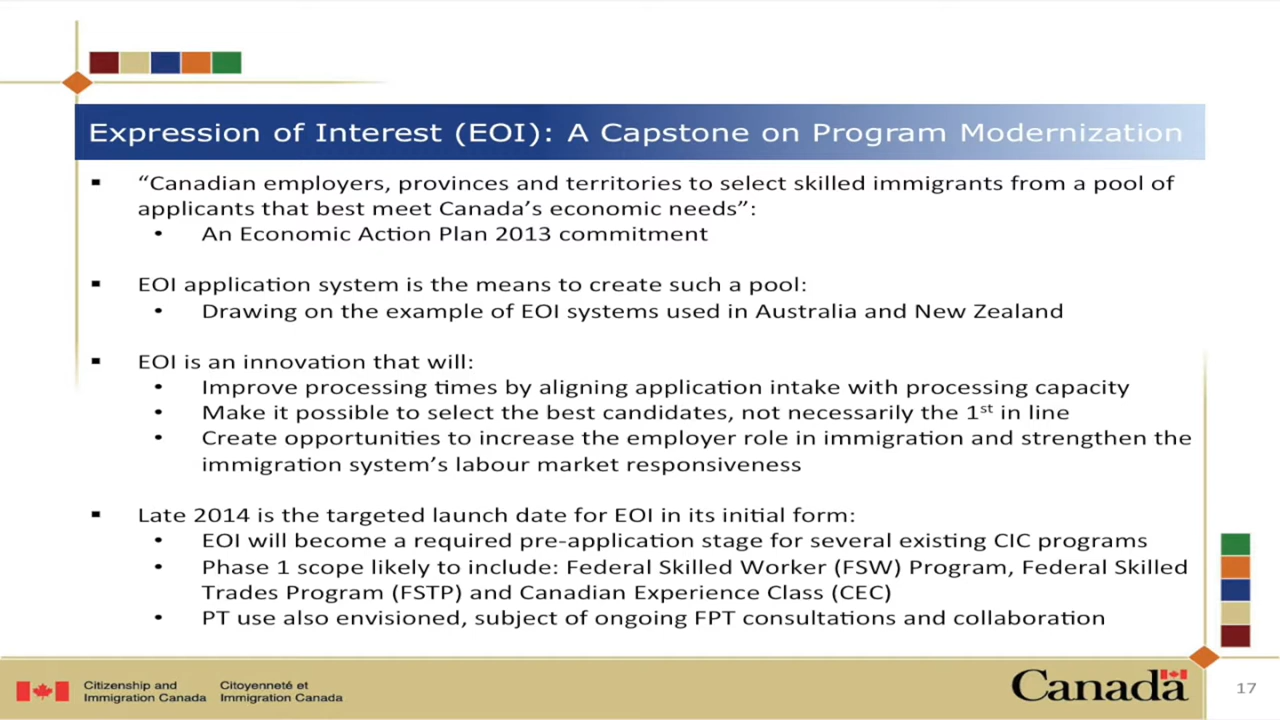 Expression of Interest (EOI): A Capstone on Program Modernization
▪ “Canadian employers, provinces and territories to select skilled immigrants from a pool of
applicants that best meet Canada’s economic needs”:
• An Economic Action Plan 2013 commitment
▪ EOI application system is the means to create such a pool:
• Drawing on the example of EOI systems used in Australia and New Zealand
▪ EOI is an innovation that will:
• Improve processing times by aligning application intake with processing capacity
• Make it possible to select the best candidates, not necessarily the 1st in line
• Create opportunities to increase the employer role in immigration and strengthen the
immigration system’s labour market responsiveness
▪ Late 2014 is the targeted launch date for EOI in its initial form:
• EOI will become a required pre-application stage for several existing CIC programs
• Phase 1 scope likely to include: Federal Skilled Worker (FSW) Program, Federal Skilled
Trades Program (FSTP) and Canadian Experience Class (CEC)
• PT use also envisioned, subject of ongoing FPT consultations and collaboration
Citizenship and
Immigration Canada
Citoyenneté et
Immigration Canada
Canada
17